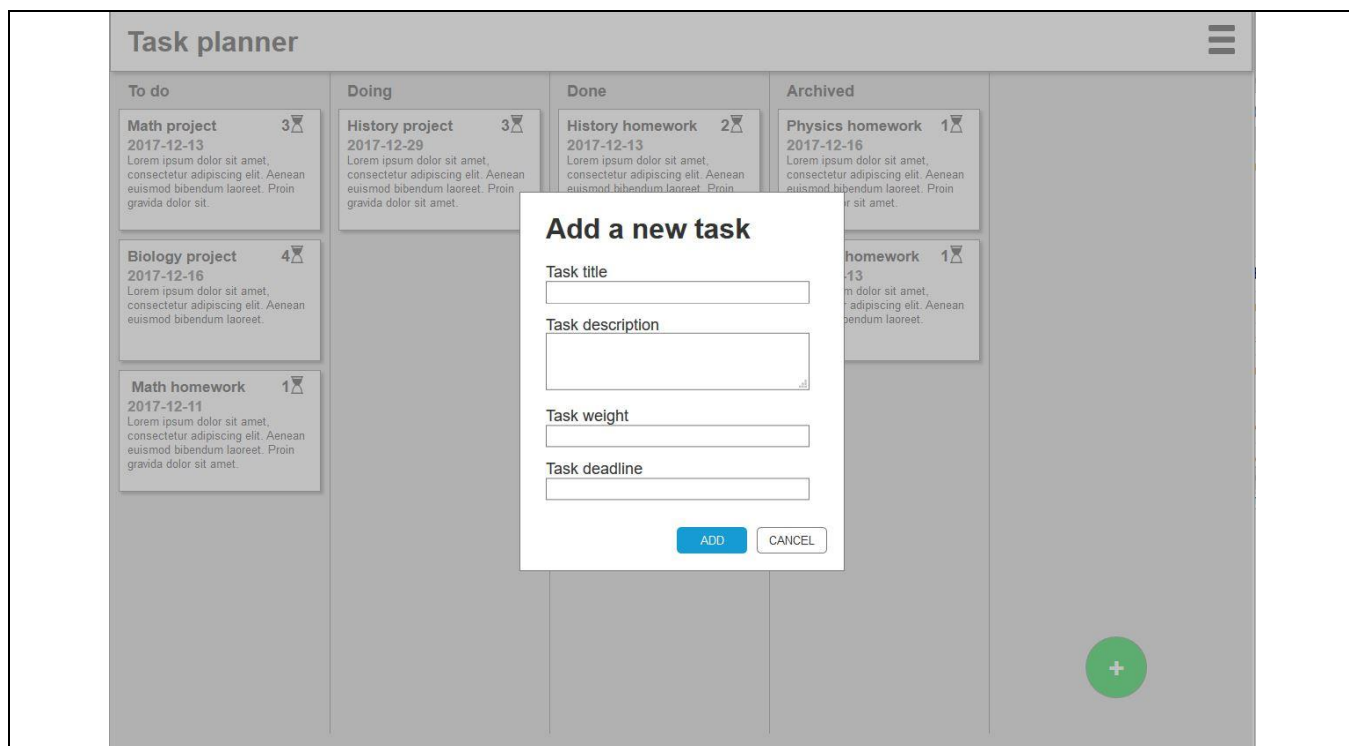 Task planner
To do
Doing
Done
Archived
Math project 3
2017-12-13
Lorem ipsum dolor sit amet,
consectetur adipiscing elit. Aenean
euismod bibendum laoreet. Proin
gravida dolor sit.
History project 3
2017-12-29
Lorem ipsum dolor sit amet,
consectetur adipiscing elit. Aenean
euismod bibendum laoreet. Proin
gravida dolor sit amet.
History homework 2
2017-12-13
Lorem ipsum dolor sit amet,
consectetur adipiscing elit. Aenean
euismod bibendum laoreet. Proin
Physics homework 1
2017-12-16
Lorem ipsum dolor sit amet,
consectetur adipiscing elit. Aenean
euismod bibendum laoreet. Proin
sit amet.
Biology project 4
2017-12-16
Lorem ipsum dolor sit amet,
consectetur adipiscing elit. Aenean
euismod bibendum laoreet.
homework 1
-13
dolor sit amet,
adipiscing elit. Aenean
laoreet.
Math homework 1
2017-12-11
Lorem ipsum dolor sit amet,
consectetur adipiscing elit. Aenean
euismod bibendum laoreet. Proin
gravida dolor sit amet.
Add a new task
Task title
Task description
Task weight
Task deadline
ADD
CANCEL
+